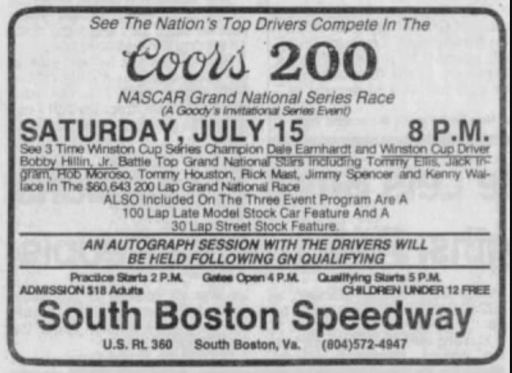 See The Nation's Top Drivers Compete In The
Coors 200
NASCAR Grand National Series Race
(A Goody's Invitational Series Event)
SATURDAY, JULY 15 8 P.M.
See 3 Time Winston Cup Series Champion Dale Earnhardt and Winston Cup Driver
Bobby Hillin, Jr. Battle Top Grand National Stars Including Tommy Ellis, Jack In-
gram, Rob Moroso, Tommy Houston, Rick Mast, Jimmy Spencer and Kenny Wal-
lace In The $60,643 200 Lap Grand National Race
ALSO Included On The Three Event Program Are A
100 Lap Late Model Stock Car Feature And A
30 Lap Street Stock Feature.
AN AUTOGRAPH SESSION WITH THE DRIVERS WILL
BE HELD FOLLOWING GN QUALIFYING
Practice Starts 2 P.M. Gates Open 4 P.M. Qualifying Starts 5 P.M.
ADMISSION $18 Adults CHILDREN UNDER 12 FREE
South Boston Speedway
U.S. Rt. 360 South Boston, Va. (804)572-4947